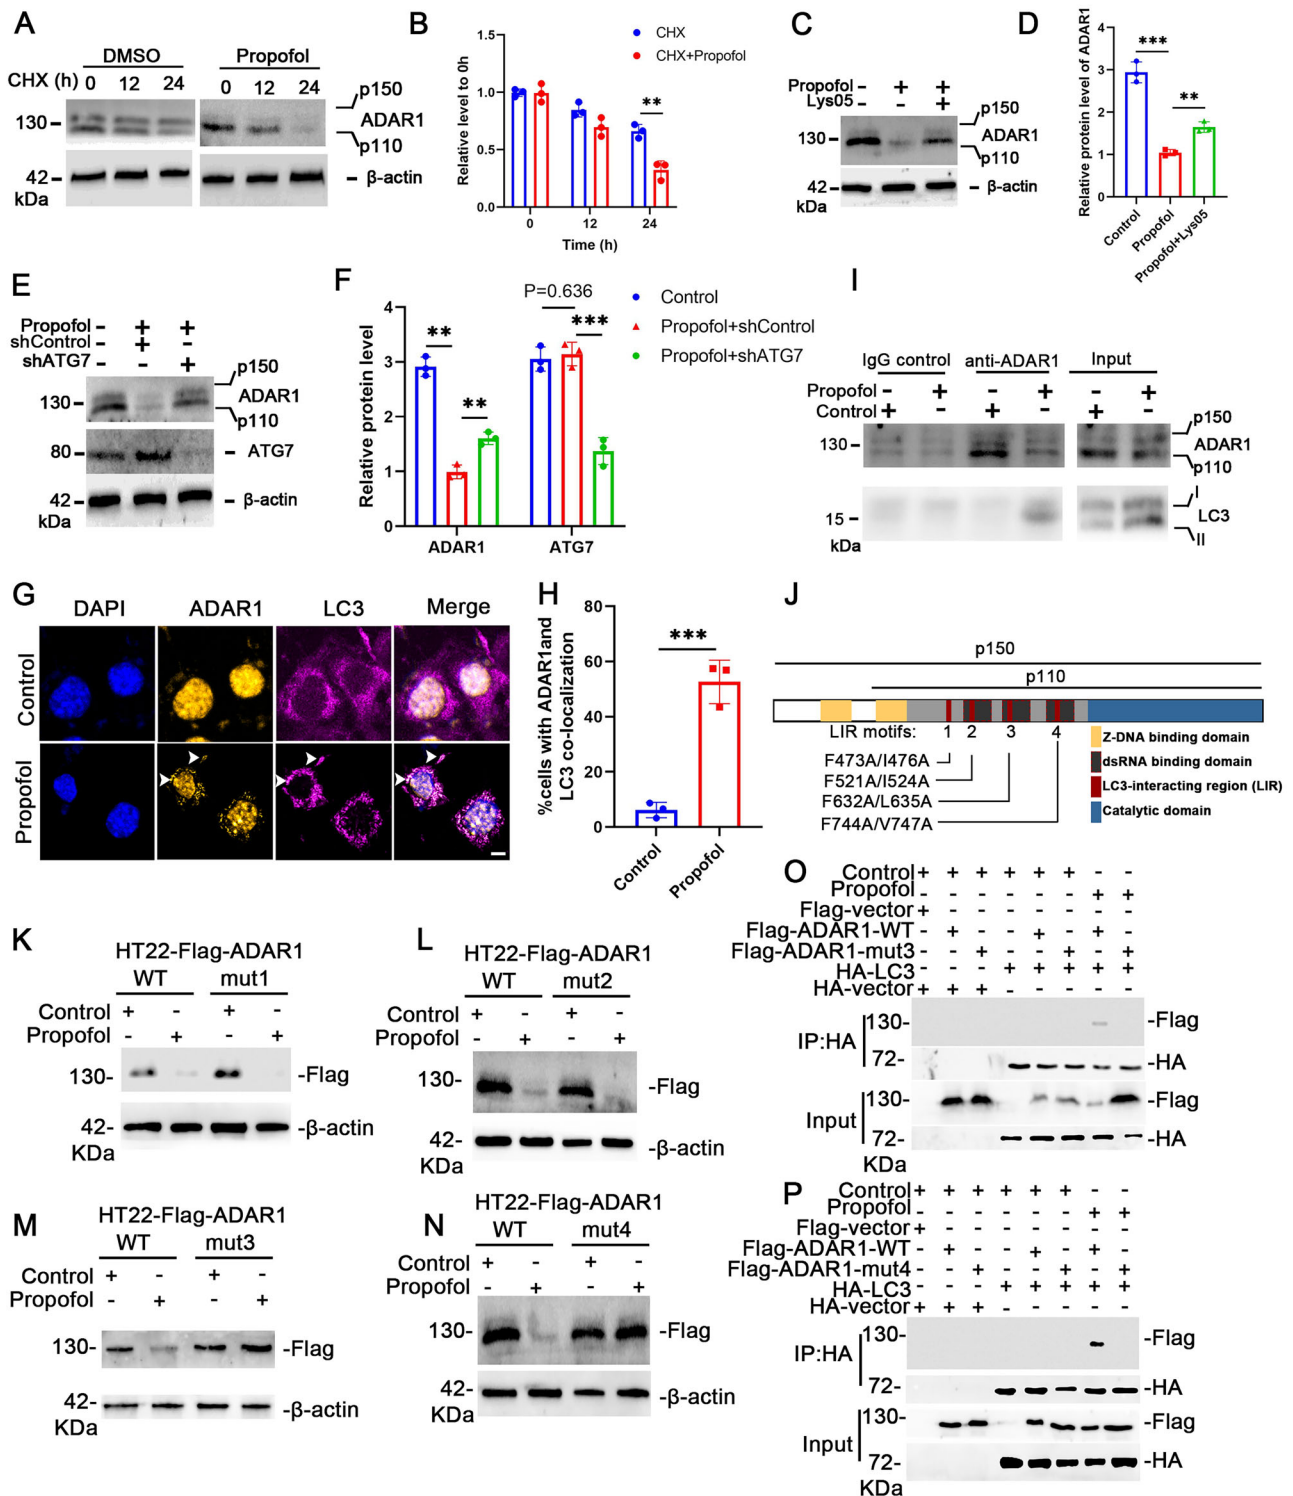 A
DMSO Propofol
CHX (h) 0 12 24 0 12 24
p150
130 ADAR1
p110
42 β-actin
kDa
B
CHX
CHX+Propofol
Relative level to 0h
1.5
1.0
0.5
0.0
**
0 12 24
Time (h)
C
Propofol - + +
Lys05 - - +
p150
130 ADAR1
p110
42 β-actin
kDa
D
Relative protein level of ADAR1
4
3
2
1
0
***
**
Control
Propofol
Propofol+Lys05
E
Propofol - + +
shControl - + -
shATG7 - - +
p150
130 ADAR1
p110
80 ATG7
42 β-actin
kDa
F
Relative protein level
4
3
2
1
0
**
**
P=0.636
***
ADAR1 ATG7
Control
Propofol+shControl
Propofol+shATG7
I
IgG control anti-ADAR1 Input
Propofol - + - + - +
Control + - + - + -
p150
130 ADAR1
p110
I
15 LC3
II
kDa
G
DAPI ADAR1 LC3 Merge
Control
Propofol
H
%cells with ADAR1and
LC3 co-localization
80
60
40
20
0
***
Control
Propofol
J
p150
p110
LIR motifs: 1 2 3 4
F473A/I476A
F521A/I524A
F632A/L635A
F744A/V747A
Z-DNA binding domain
dsRNA binding domain
LC3-interacting region (LIR)
Catalytic domain
K
HT22-Flag-ADAR1
WT mut1
Control + - + -
Propofol - + - +
130- -Flag
42- -β-actin
KDa
L
HT22-Flag-ADAR1
WT mut2
Control + - + -
Propofol - + - +
130- -Flag
42- -β-actin
KDa
M
HT22-Flag-ADAR1
WT mut3
Control + - + -
Propofol - + - +
130- -Flag
42- -β-actin
KDa
N
HT22-Flag-ADAR1
WT mut4
Control + - + -
Propofol - + - +
130- -Flag
42- -β-actin
KDa
O
Control + + + + + + - -
Propofol - - - - - - + +
Flag-vector + - - - - - - -
Flag-ADAR1-WT - + - - + - + -
Flag-ADAR1-mut3 - - + - - + - +
HA-LC3 - - - + + + + +
HA-vector + + + - - - - -
IP:HA
130- -Flag
72- -HA
Input
130- -Flag
72- -HA
KDa
P
Control + + + + + + - -
Propofol - - - - - - + +
Flag-vector + - - - - - - -
Flag-ADAR1-WT - + - - + - + -
Flag-ADAR1-mut4 - - + - - + - +
HA-LC3 - - - + + + + +
HA-vector + + + - - - - -
IP:HA
130- -Flag
72- -HA
Input
130- -Flag
72- -HA
KDa